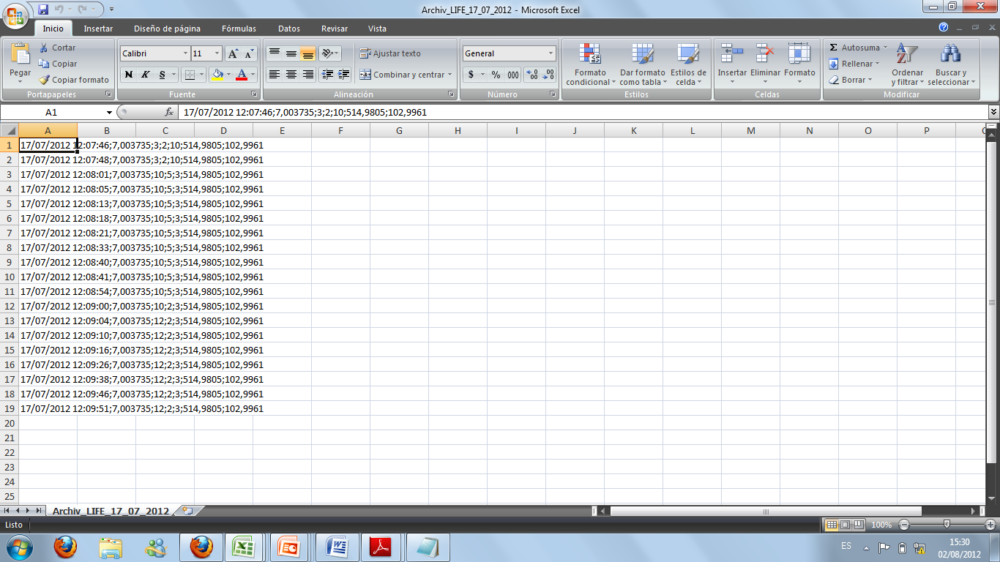 Archiv_LIFE_17_07_2012 - Microsoft Excel
Inicio Insertar Diseño de página Fórmulas Datos Revisar Vista
Pegar Cortar Copiar Copiar formato
Portapapeles
Calibri 11
N K S
Fuente
Ajustar texto
Combinar y centrar
Alineación
General
$ % 000
Número
Formato condicional Dar formato como tabla Estilos de celda
Estilos
Insertar Eliminar Formato
Celdas
Σ Autosuma
Rellenar
Borrar
Ordenar y filtrar Buscar y seleccionar
Modificar
A1 fx 17/07/2012 12:07:46;7,003735;3;2;10;514,9805;102,9961
A B C D E F G H I J K L M N O P
1 17/07/2012 12:07:46;7,003735;3;2;10;514,9805;102,9961
2 17/07/2012 12:07:48;7,003735;3;2;10;514,9805;102,9961
3 17/07/2012 12:08:01;7,003735;10;5;3;514,9805;102,9961
4 17/07/2012 12:08:05;7,003735;10;5;3;514,9805;102,9961
5 17/07/2012 12:08:13;7,003735;10;5;3;514,9805;102,9961
6 17/07/2012 12:08:18;7,003735;10;5;3;514,9805;102,9961
7 17/07/2012 12:08:21;7,003735;10;5;3;514,9805;102,9961
8 17/07/2012 12:08:33;7,003735;10;5;3;514,9805;102,9961
9 17/07/2012 12:08:40;7,003735;10;5;3;514,9805;102,9961
10 17/07/2012 12:08:41;7,003735;10;5;3;514,9805;102,9961
11 17/07/2012 12:08:54;7,003735;10;5;3;514,9805;102,9961
12 17/07/2012 12:09:00;7,003735;10;2;3;514,9805;102,9961
13 17/07/2012 12:09:04;7,003735;12;2;3;514,9805;102,9961
14 17/07/2012 12:09:10;7,003735;12;2;3;514,9805;102,9961
15 17/07/2012 12:09:16;7,003735;12;2;3;514,9805;102,9961
16 17/07/2012 12:09:26;7,003735;12;2;3;514,9805;102,9961
17 17/07/2012 12:09:38;7,003735;12;2;3;514,9805;102,9961
18 17/07/2012 12:09:46;7,003735;12;2;3;514,9805;102,9961
19 17/07/2012 12:09:51;7,003735;12;2;3;514,9805;102,9961
20
21
22
23
24
25
Archiv_LIFE_17_07_2012
Listo 100%
ES 15:30
02/08/2012